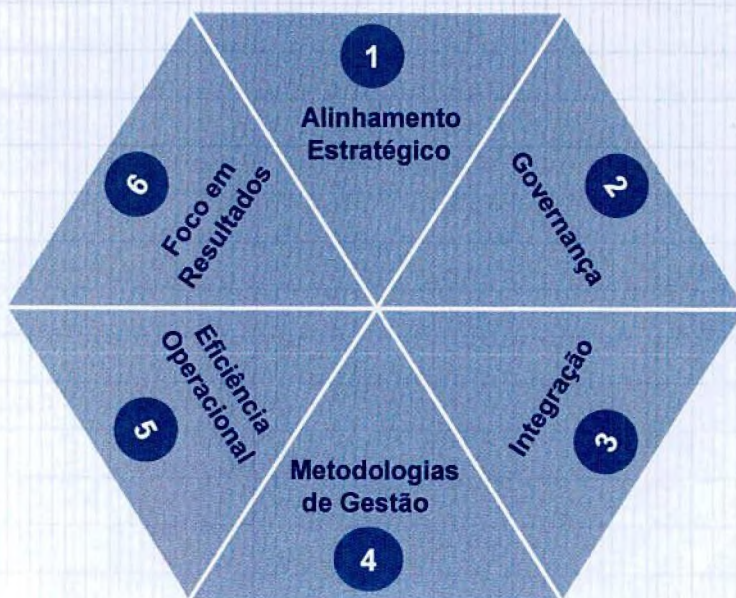 1
Alinhamento
Estratégico
2
Governança
3
Integração
4
Metodologias
de Gestão
5
Eficiência
Operacional
6
Foco em
Resultados